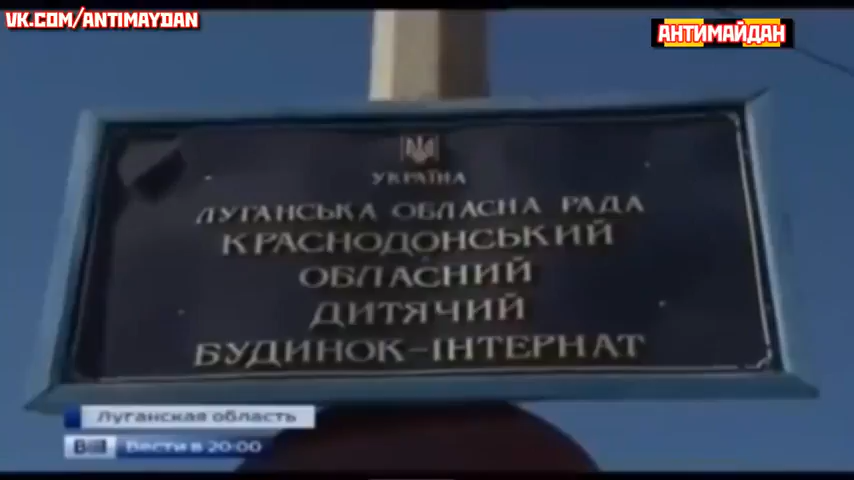 VK.COM/ANTIMAYDAN
АНТИМАЙДАН
УКРАЇНА
ЛУГАНСЬКА ОБЛАСНА РАДА
КРАСНОДОНСЬКИЙ
ОБЛАСНИЙ
ДИТЯЧИЙ
БУДИНОК-ІНТЕРНАТ
Луганская область
Вести в 20:00